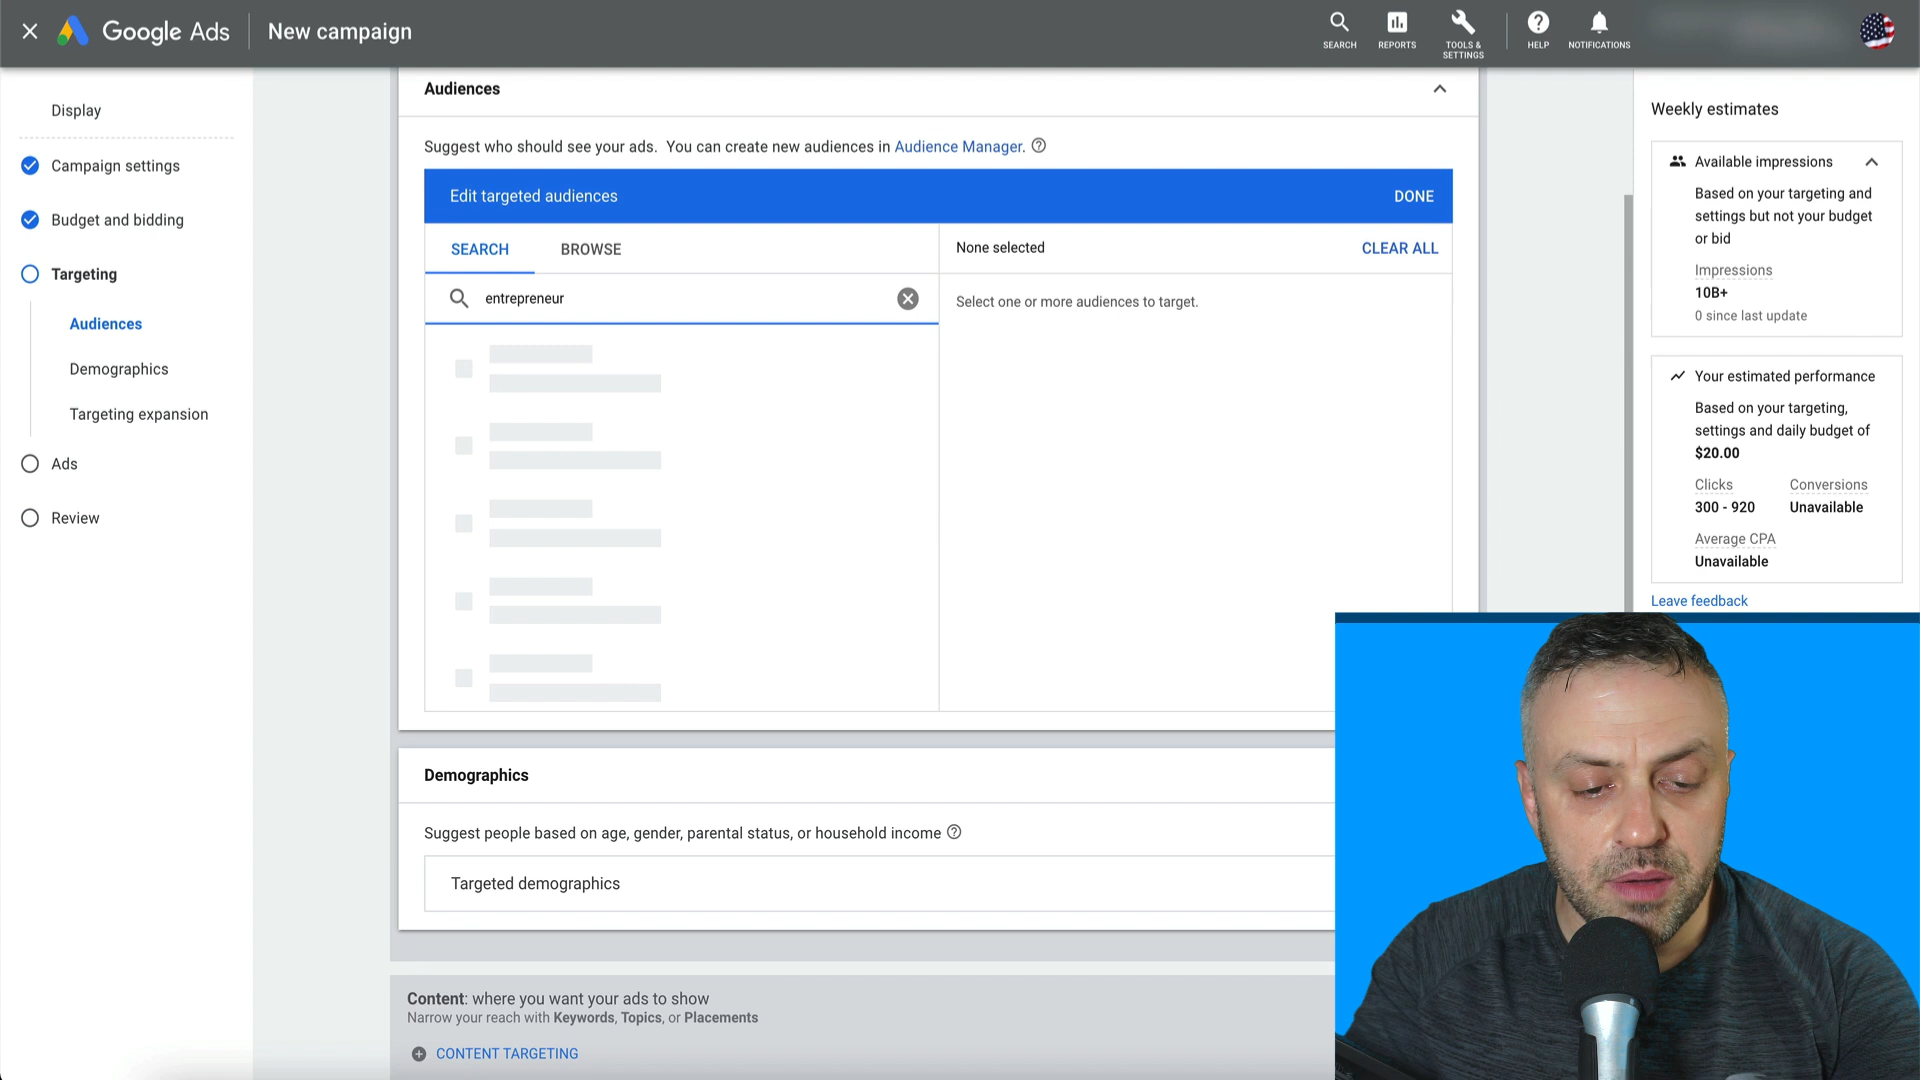 Google Ads
New campaign
SEARCH
REPORTS
TOOLS &
SETTINGS
HELP
NOTIFICATIONS
Display
Campaign settings
Budget and bidding
Targeting
Audiences
Demographics
Targeting expansion
Ads
Review
Audiences
Suggest who should see your ads. You can create new audiences in Audience Manager.
Edit targeted audiences
DONE
SEARCH
BROWSE
None selected
CLEAR ALL
entrepreneur
Select one or more audiences to target.
Demographics
Suggest people based on age, gender, parental status, or household income
Targeted demographics
Content: where you want your ads to show
Narrow your reach with Keywords, Topics, or Placements
CONTENT TARGETING
Weekly estimates
Available impressions
Based on your targeting and
settings but not your budget
or bid
Impressions
10B+
0 since last update
Your estimated performance
Based on your targeting,
settings and daily budget of
$20.00
Clicks
Conversions
300 - 920
Unavailable
Average CPA
Unavailable
Leave feedback